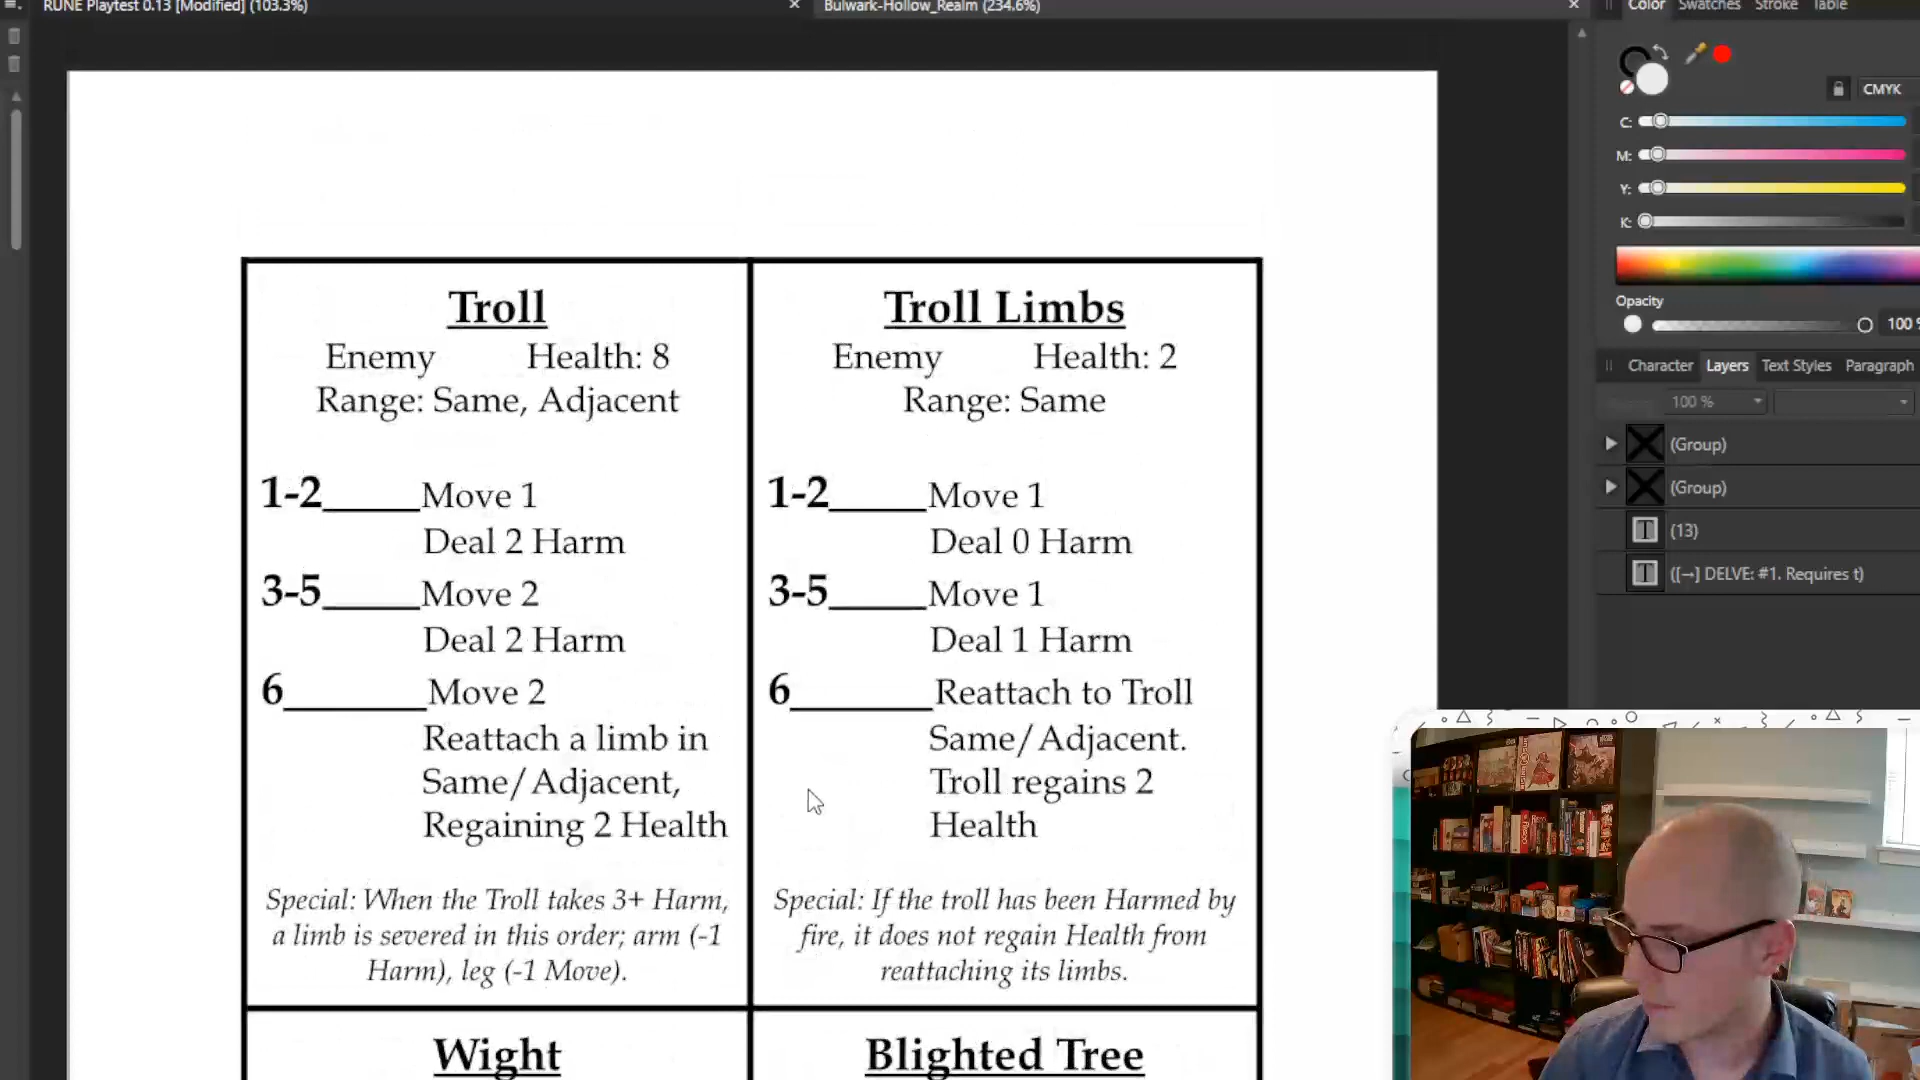 RUNE Playtest 0.13 [Modified] (103.3%)
Bulwark-Hollow_Realm (234.6%)
Color Swatches Stroke Table
CMYK
C:
M:
Y:
K:
Opacity
100 %
Character Layers Text Styles Paragraph
100 %
(Group)
(Group)
(13)
([→] DELVE: #1. Requires t)
Troll
Enemy Health: 8
Range: Same, Adjacent
1-2_____Move 1
Deal 2 Harm
3-5_____Move 2
Deal 2 Harm
6_______Move 2
Reattach a limb in
Same/Adjacent,
Regaining 2 Health
Special: When the Troll takes 3+ Harm,
a limb is severed in this order; arm (-1
Harm), leg (-1 Move).
Troll Limbs
Enemy Health: 2
Range: Same
1-2_____Move 1
Deal 0 Harm
3-5_____Move 1
Deal 1 Harm
6_______Reattach to Troll
Same/Adjacent.
Troll regains 2
Health
Special: If the troll has been Harmed by
fire, it does not regain Health from
reattaching its limbs.
Wight
Blighted Tree